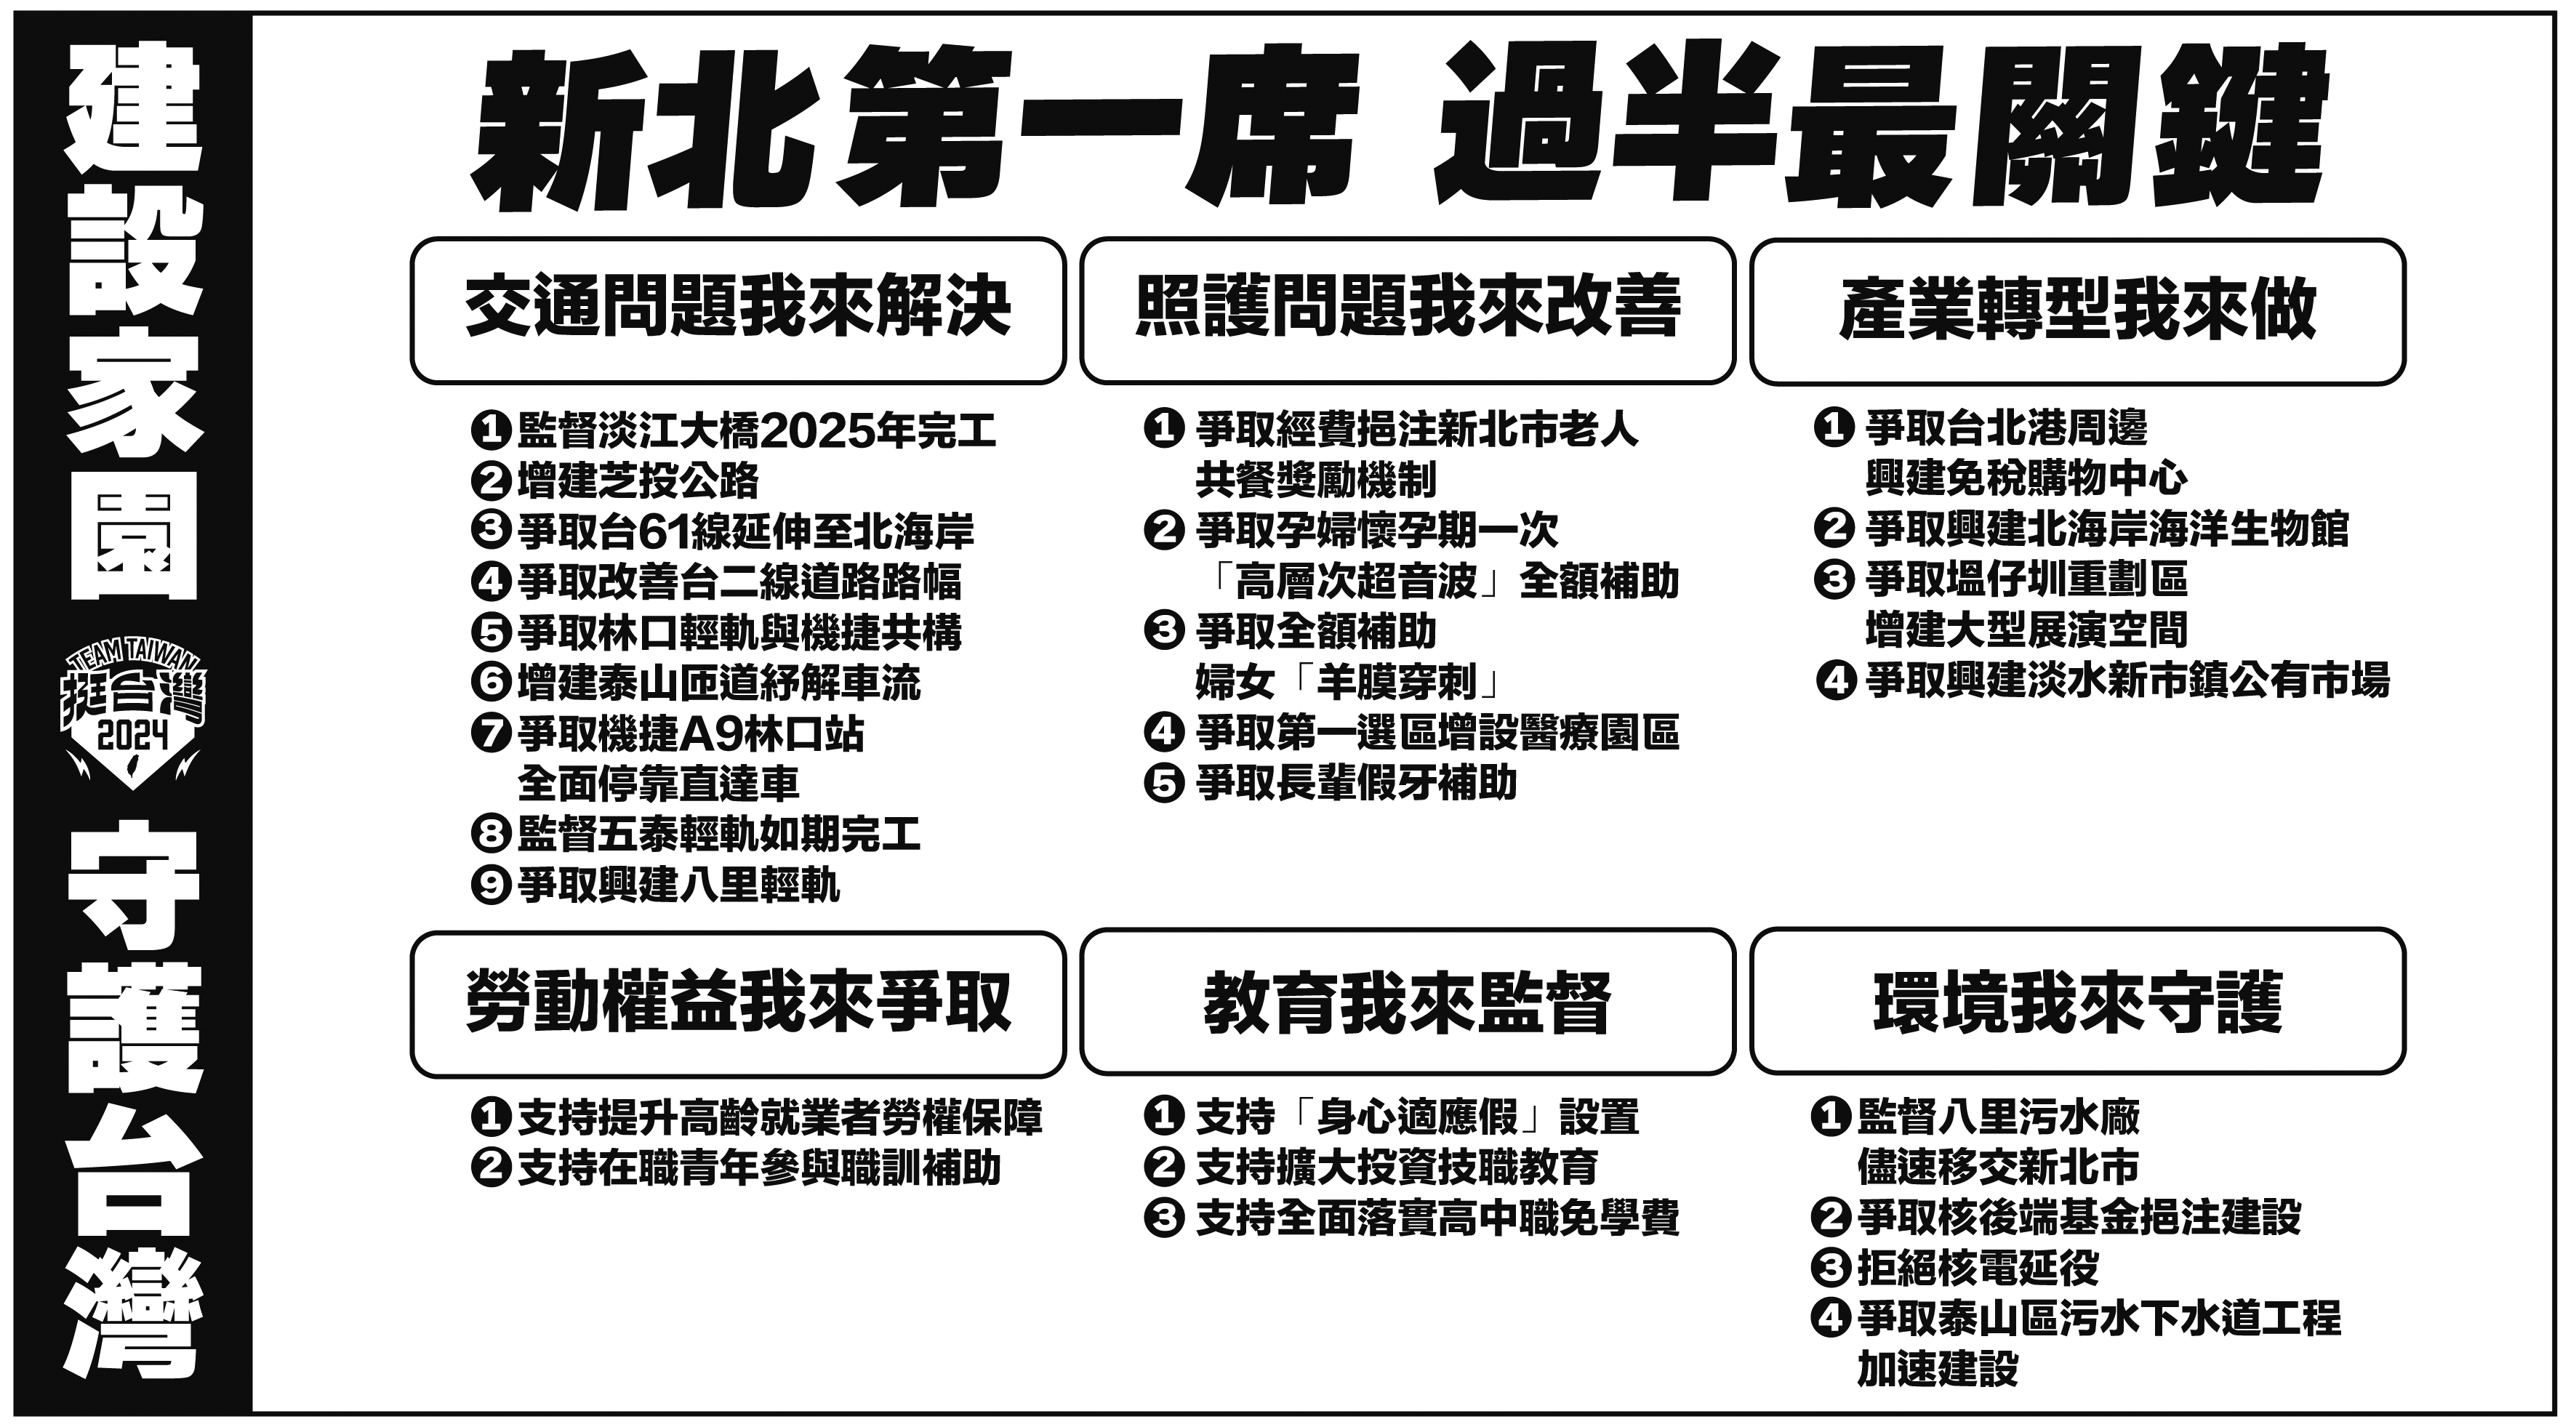 建設家園
TEAM TAIWAN
挺台灣
2024
守護台灣
新北第一席 過半最關鍵
交通問題我來解決
❶監督淡江大橋2025年完工
❷增建芝投公路
❸爭取台61線延伸至北海岸
❹爭取改善台二線道路路幅
❺爭取林口輕軌與機捷共構
❻增建泰山匝道紓解車流
❼爭取機捷A9林口站
全面停靠直達車
❽監督五泰輕軌如期完工
❾爭取興建八里輕軌
照護問題我來改善
❶爭取經費挹注新北市老人
共餐獎勵機制
❷爭取孕婦懷孕期一次
「高層次超音波」全額補助
❸爭取全額補助
婦女「羊膜穿刺」
❹爭取第一選區增設醫療園區
❺爭取長輩假牙補助
產業轉型我來做
❶爭取台北港周邊
興建免稅購物中心
❷爭取興建北海岸海洋生物館
❸爭取塭仔圳重劃區
增建大型展演空間
❹爭取興建淡水新市鎮公有市場
勞動權益我來爭取
❶支持提升高齡就業者勞權保障
❷支持在職青年參與職訓補助
教育我來監督
❶支持「身心適應假」設置
❷支持擴大投資技職教育
❸支持全面落實高中職免學費
環境我來守護
❶監督八里污水廠
儘速移交新北市
❷爭取核後端基金挹注建設
❸拒絕核電延役
❹爭取泰山區污水下水道工程
加速建設